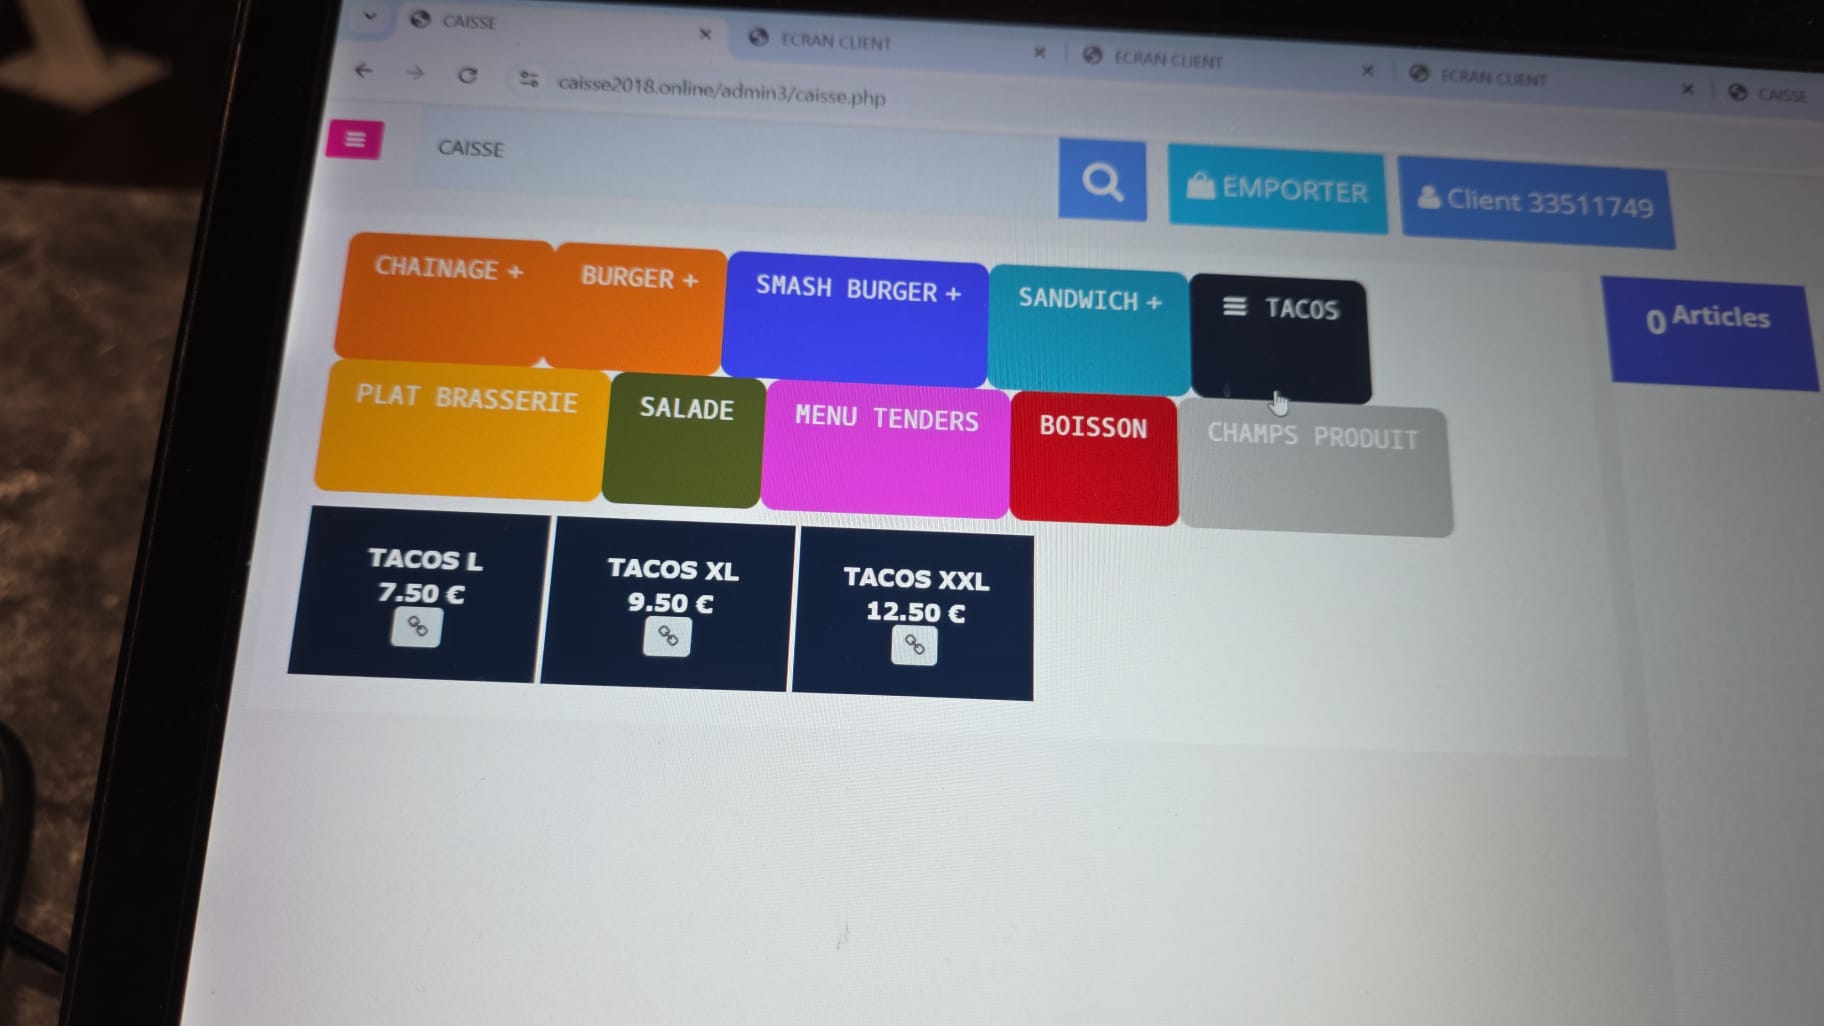 CAISSE
ECRAN CLIENT
ECRAN CLIENT
ECRAN CLIENT
CAISSE
caisse2018.online/admin3/caisse.php
CAISSE
EMPORTER
Client 33511749
CHAINAGE +
BURGER +
SMASH BURGER +
SANDWICH +
TACOS
0 Articles
PLAT BRASSERIE
SALADE
MENU TENDERS
BOISSON
CHAMPS PRODUIT
TACOS L
7.50 €
TACOS XL
9.50 €
TACOS XXL
12.50 €